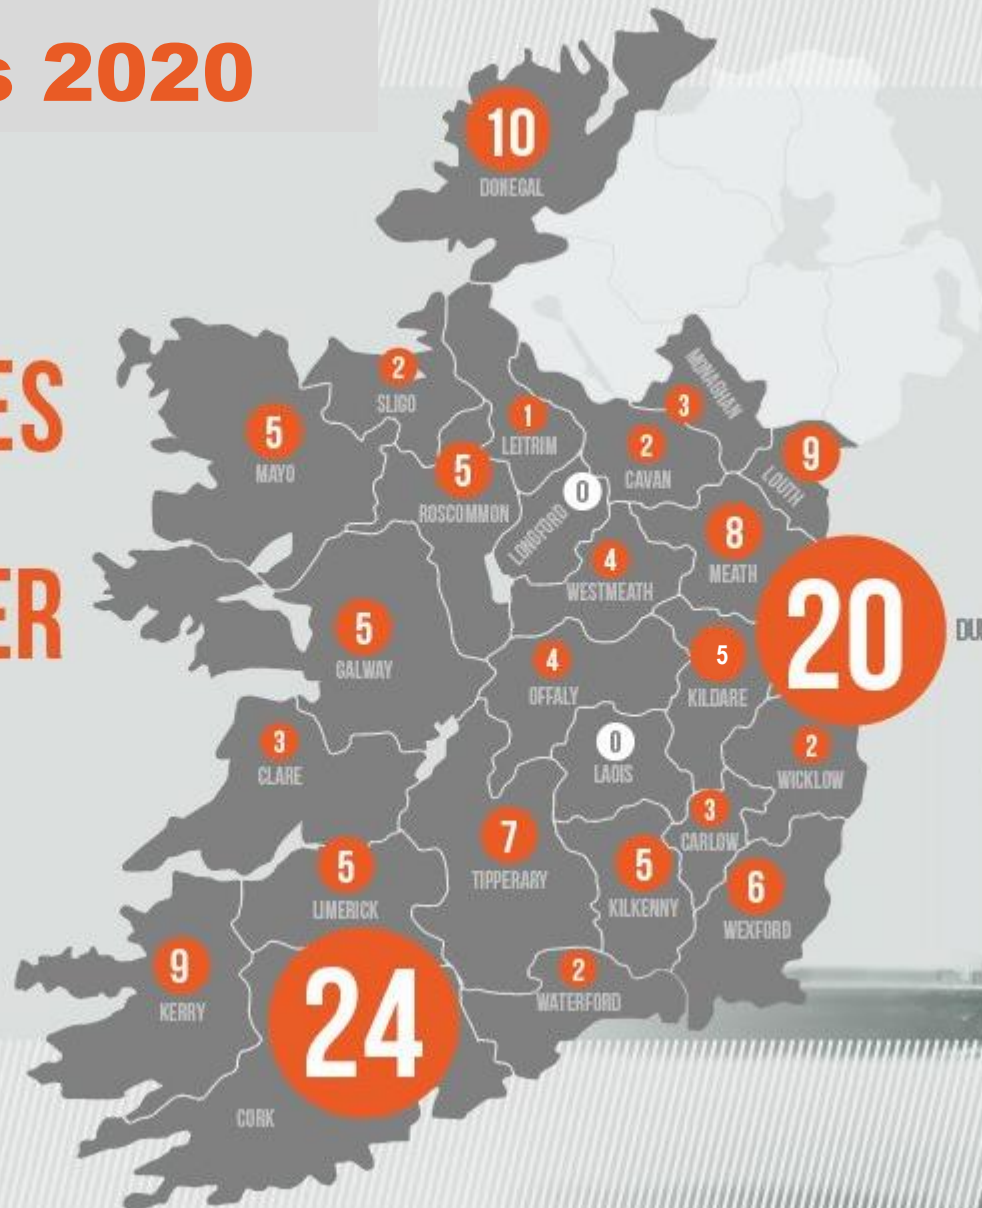 s 2020
10
DONEGAL
ES
2
SLIGO
5
MAYO
1
LEITRIM
3
MONAGHAN
2
CAVAN
9
LOUTH
5
ROSCOMMON
0
LONGFORD
8
MEATH
4
WESTMEATH
ER
20
DU
5
GALWAY
4
OFFALY
5
KILDARE
3
CLARE
0
LAOIS
2
WICKLOW
3
CARLOW
7
TIPPERARY
5
LIMERICK
5
KILKENNY
6
WEXFORD
9
KERRY
24
CORK
2
WATERFORD